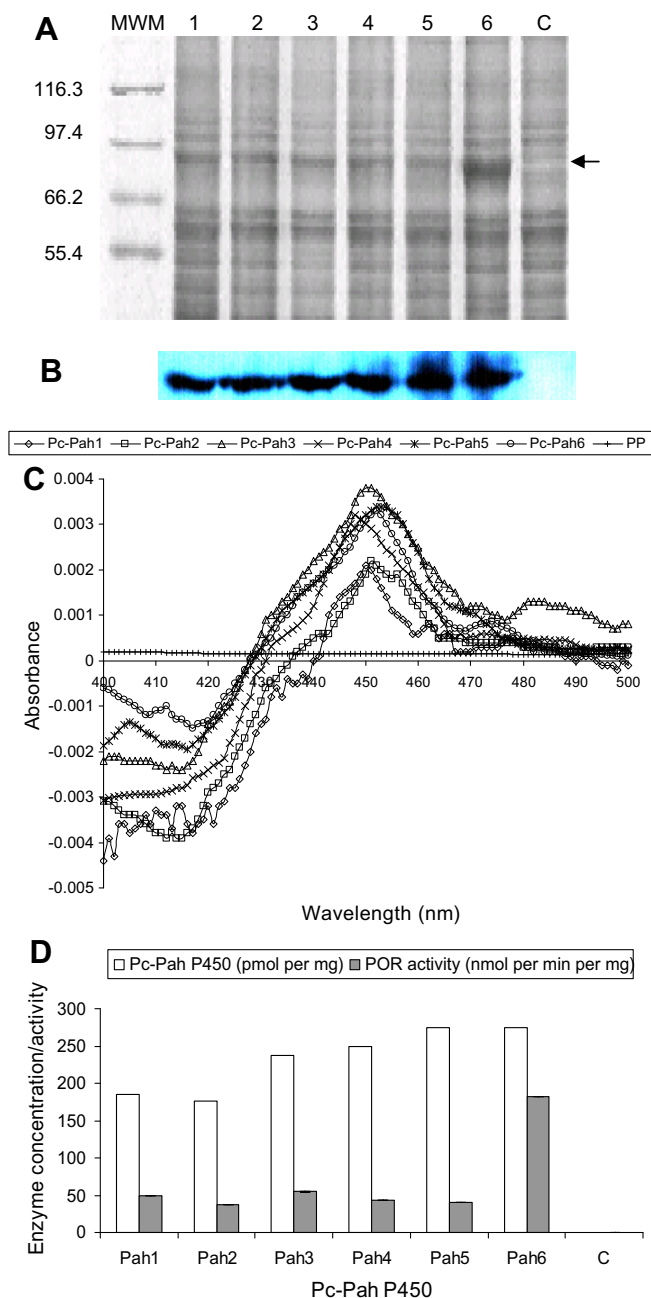 A
MWM 1 2 3 4 5 6 C
116.3
97.4
66.2
55.4
B
Pc-Pah1 Pc-Pah2 Pc-Pah3 Pc-Pah4 Pc-Pah5 Pc-Pah6 PP
C
0.004
0.003
0.002
0.001
0
-0.001
-0.002
-0.003
-0.004
-0.005
400 410 420 430 440 450 460 470 480 490 500
Absorbance
Wavelength (nm)
D
Pc-Pah P450 (pmol per mg) POR activity (nmol per min per mg)
300
250
200
150
100
50
0
Enzyme concentration/activity
Pah1 Pah2 Pah3 Pah4 Pah5 Pah6 C
Pc-Pah P450